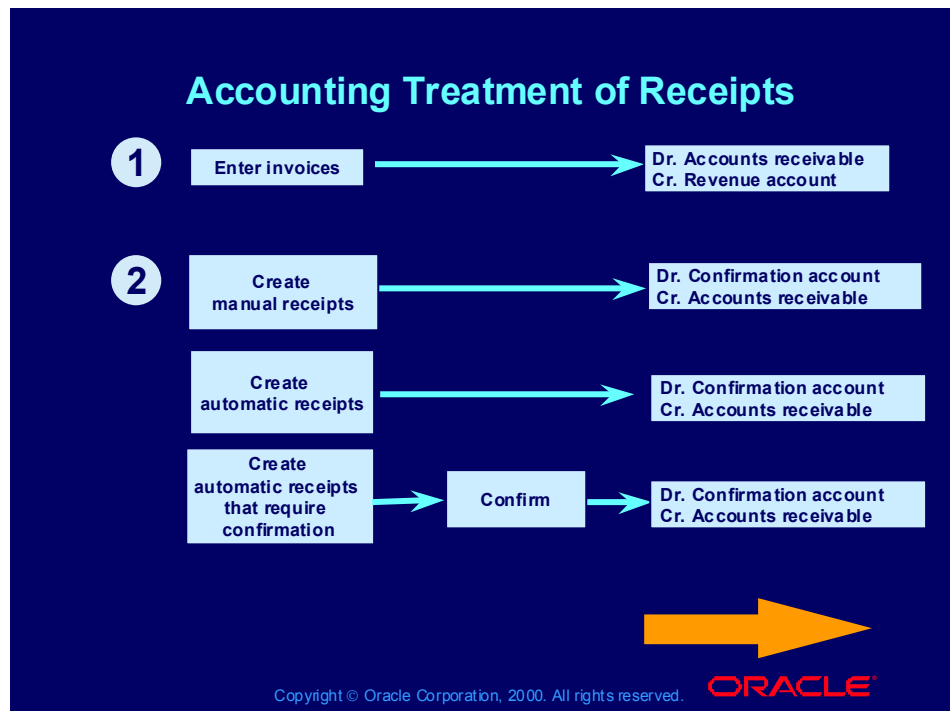 Accounting Treatment of Receipts
1
Enter invoices
Dr. Accounts receivable
Cr. Revenue account
2
Create
manual receipts
Dr. Confirmation account
Cr. Accounts receivable
Create
automatic receipts
Dr. Confirmation account
Cr. Accounts receivable
Create
automatic receipts
that require
confirmation
Confirm
Dr. Confirmation account
Cr. Accounts receivable
Copyright © Oracle Corporation, 2000. All rights reserved.
ORACLE®